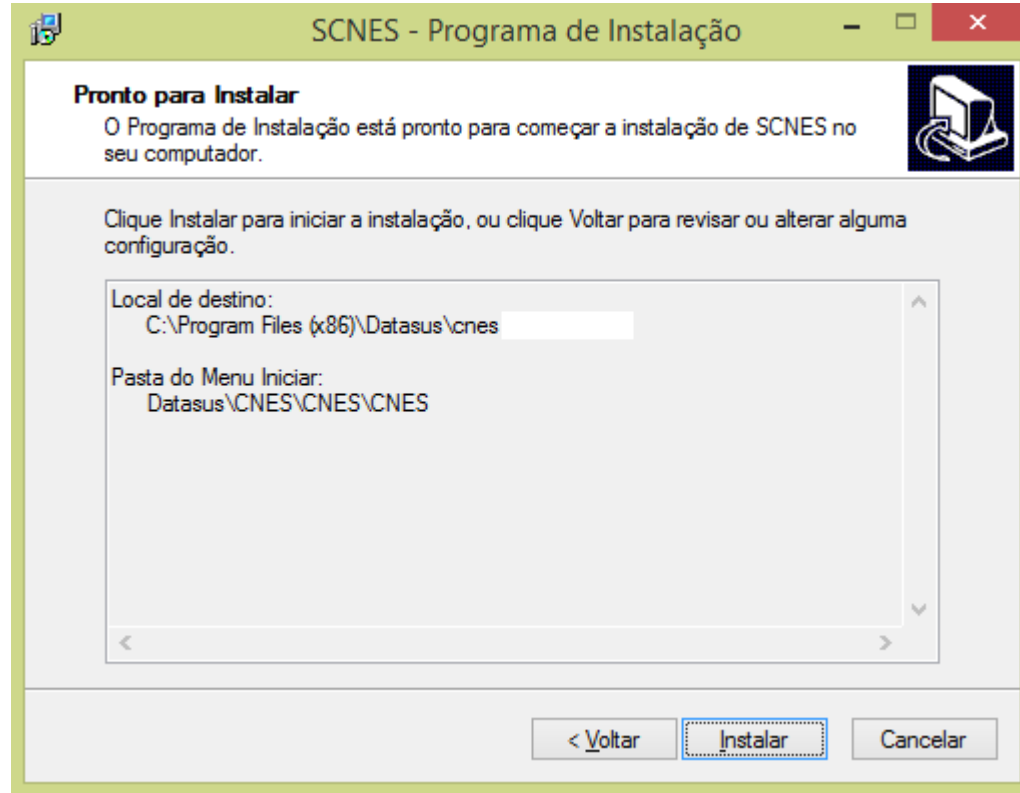 SCNES - Programa de Instalação
Pronto para Instalar
O Programa de Instalação está pronto para começar a instalação de SCNES no
seu computador.
Clique Instalar para iniciar a instalação, ou clique Voltar para revisar ou alterar alguma
configuração.
Local de destino:
C:\Program Files (x86)\Datasus\cnes
Pasta do Menu Iniciar:
Datasus\CNES\CNES\CNES
< Voltar
Instalar
Cancelar